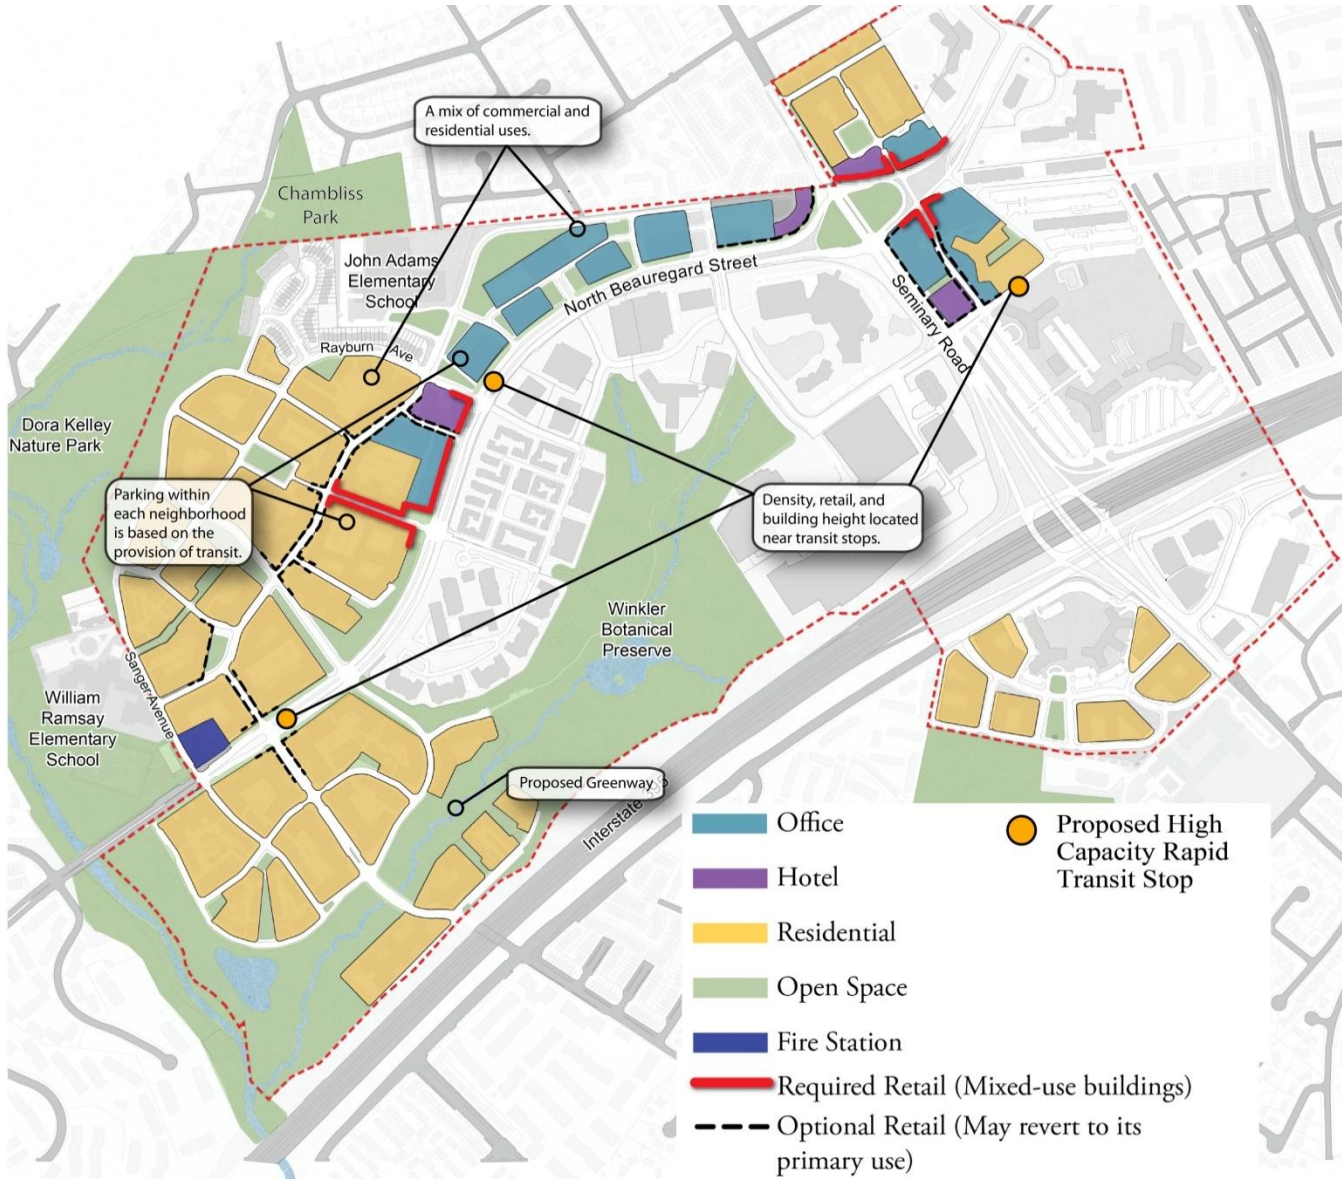 A mix of commercial and
residential uses.
Chambliss
Park
John Adams
Elementary
School
North Beauregard Street
Seminary Road
Rayburn Ave
Dora Kelley
Nature Park
Parking within
each neighborhood
is based on the
provision of transit.
Density, retail, and
building height located
near transit stops.
Winkler
Botanical
Preserve
Sanger Avenue
William
Ramsay
Elementary
School
Proposed Greenway
Interstate 395
Office
Hotel
Residential
Open Space
Fire Station
Required Retail (Mixed-use buildings)
Optional Retail (May revert to its
primary use)
Proposed High
Capacity Rapid
Transit Stop